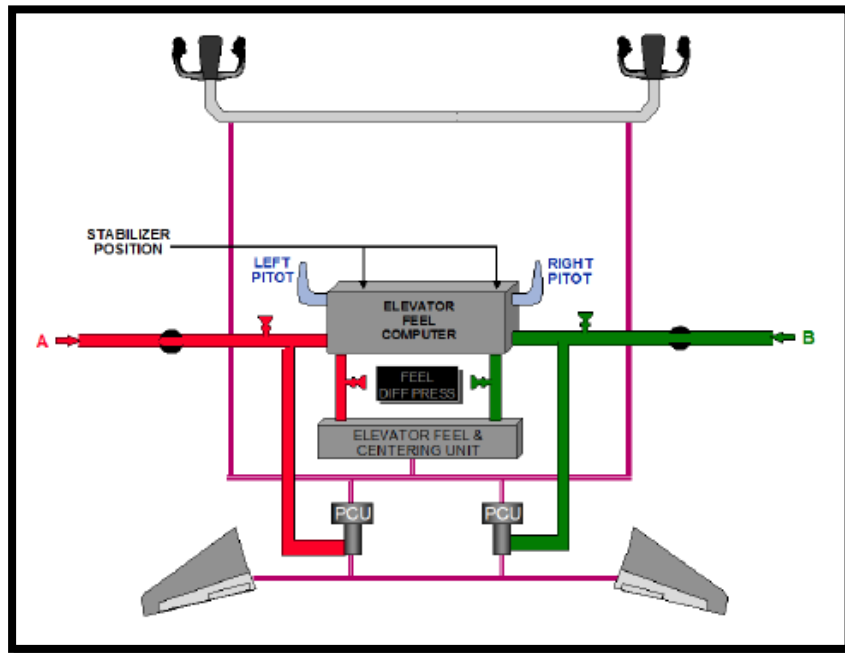 STABILIZER
POSITION
LEFT
PITOT
RIGHT
PITOT
ELEVATOR
FEEL
COMPUTER
A
B
FEEL
DIFF PRESS
ELEVATOR FEEL &
CENTERING UNIT
PCU
PCU